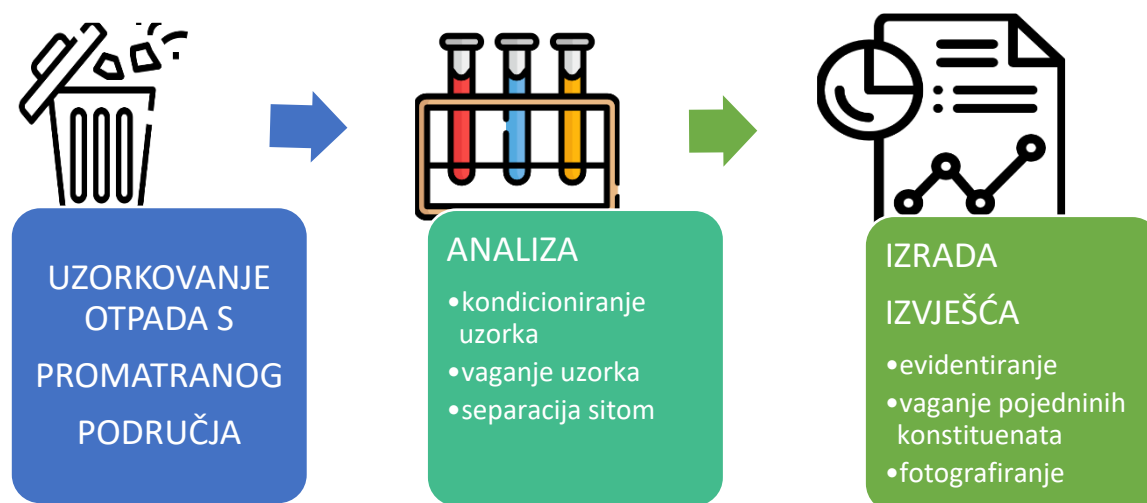 UZORKOVANJE
OTPADA S
PROMATRANOG
PODRUČJA
ANALIZA
•kondicioniranje
uzorka
•vaganje uzorka
•separacija sitom
IZRADA
IZVJEŠĆA
•evidentiranje
•vaganje pojedninih
konstituenata
•fotografiranje